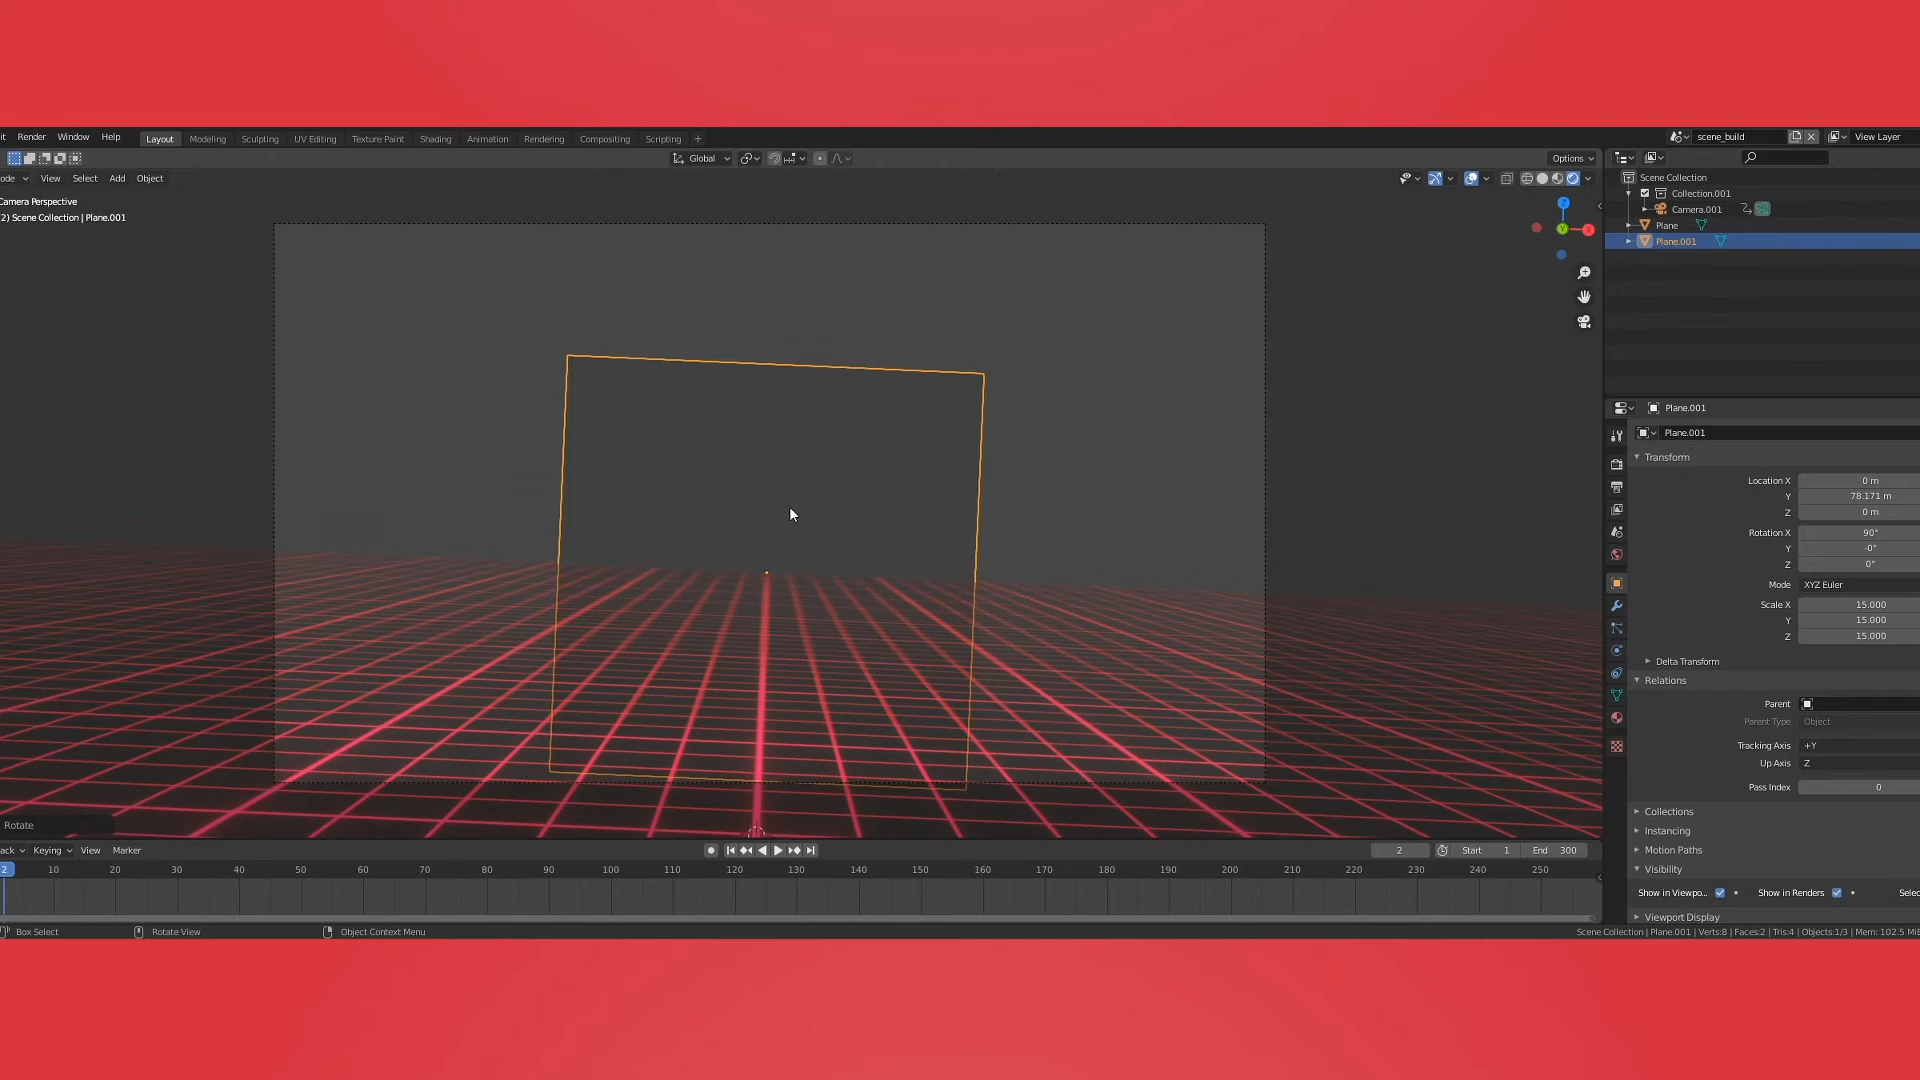 it Render Window Help Layout Modeling Sculpting UV Editing Texture Paint Shading Animation Rendering Compositing Scripting + scene_build View Layer
Global Options
ode View Select Add Object
Camera Perspective
2) Scene Collection | Plane.001
Z
Y
X
Scene Collection
Collection.001
Camera.001
Plane
Plane.001
Plane.001
Plane.001
Transform
Location X 0 m
Y 78.171 m
Z 0 m
Rotation X 90°
Y -0°
Z 0°
Mode XYZ Euler
Scale X 15.000
Y 15.000
Z 15.000
Delta Transform
Relations
Parent
Parent Type Object
Tracking Axis +Y
Up Axis Z
Pass Index 0
Collections
Instancing
Motion Paths
Visibility
Show in Viewpo... Show in Renders Selec
Viewport Display
Rotate
ack Keying View Marker 2 Start 1 End 300
2 10 20 30 40 50 60 70 80 90 100 110 120 130 140 150 160 170 180 190 200 210 220 230 240 250
Box Select Rotate View Object Context Menu Scene Collection | Plane.001 | Verts:8 | Faces:2 | Tris:4 | Objects:1/3 | Mem: 102.5 MiB